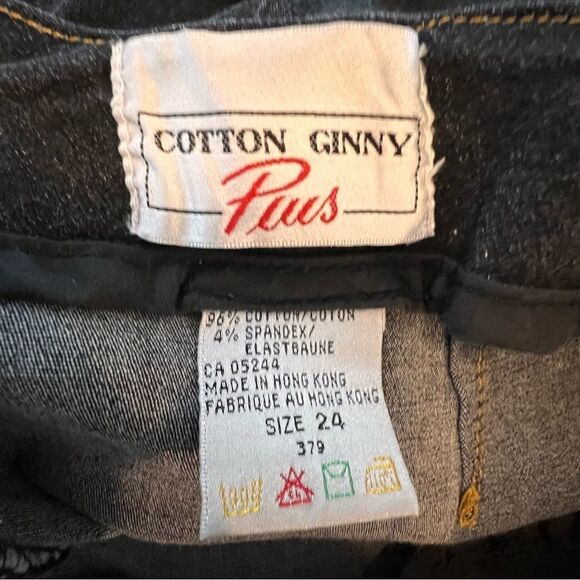 COTTON GINNY
Plus
96% COTTON/COTON
4% SPANDEX/
ELASTBAUNE
CA 05244
MADE IN HONG KONG
FABRIQUE AU HONG KONG
SIZE 24
379